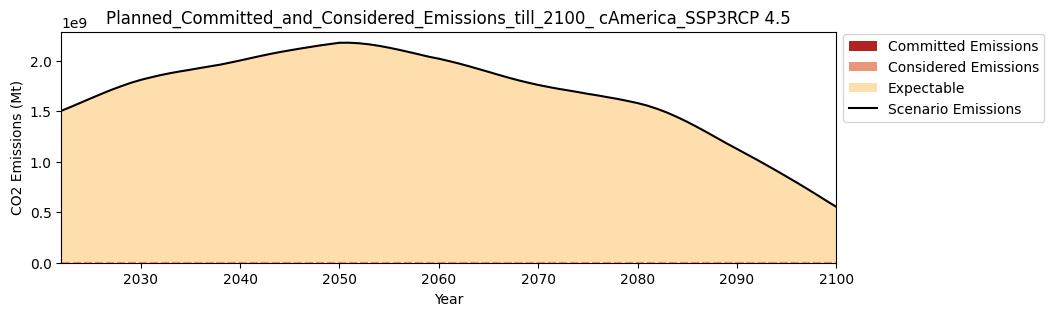 Planned_Committed_and_Considered_Emissions_till_2100_ cAmerica_SSP3RCP 4.5
1e9
CO2 Emissions (Mt)
2.0
1.5
1.0
0.5
0.0
2030 2040 2050 2060 2070 2080 2090 2100
Year
Committed Emissions
Considered Emissions
Expectable
Scenario Emissions